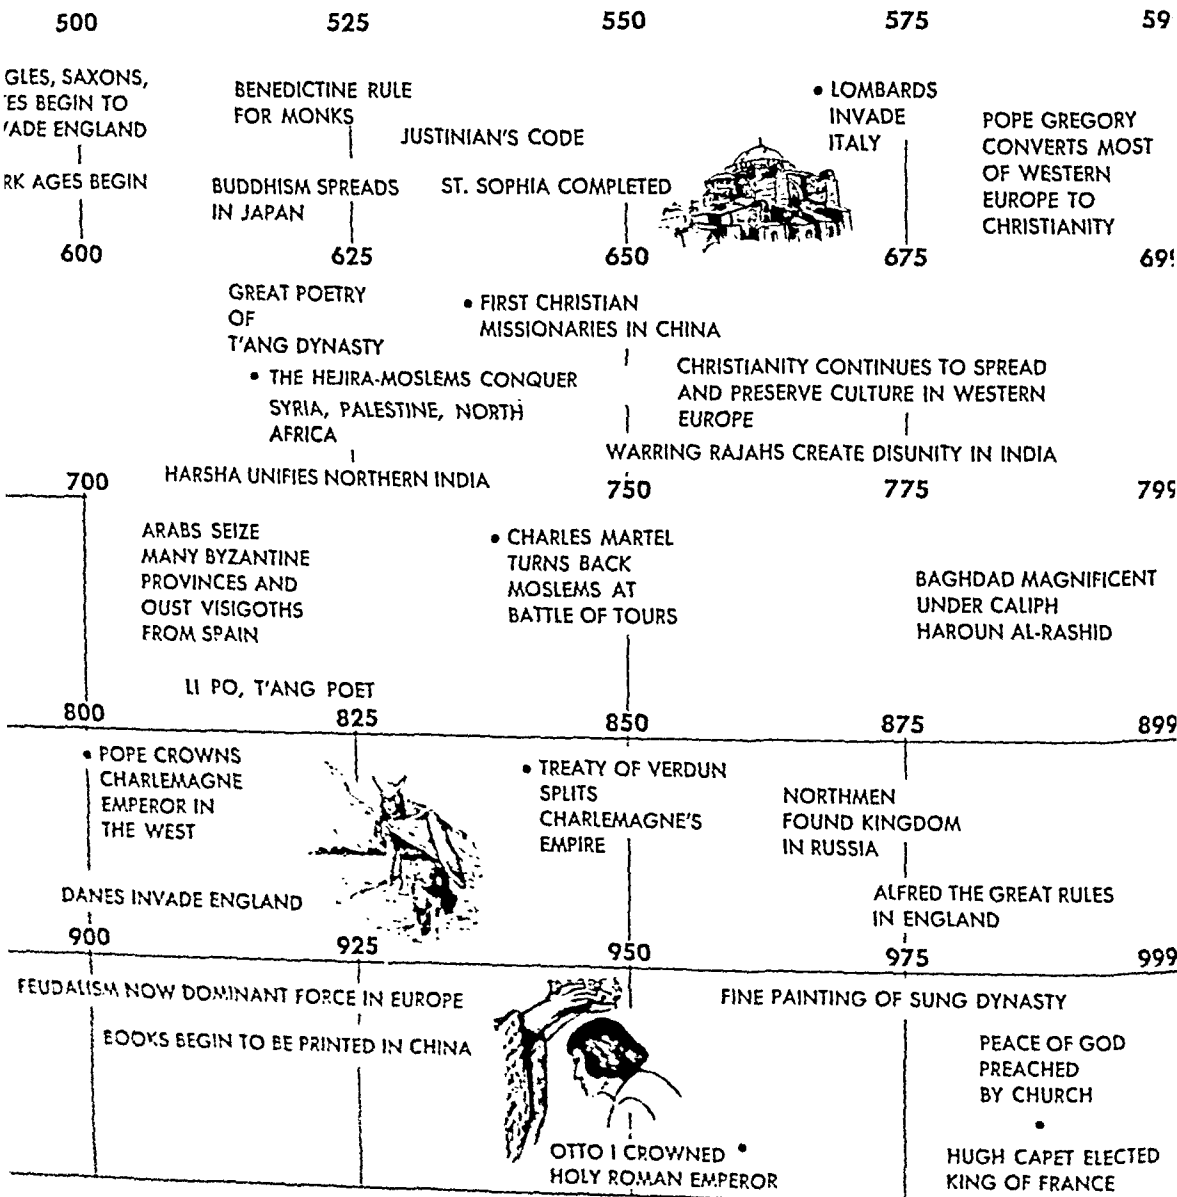 500 525 550 575 59
GLES, SAXONS,
TES BEGIN TO
VADE ENGLAND
RK AGES BEGIN
BENEDICTINE RULE
FOR MONKS
BUDDHISM SPREADS
IN JAPAN
JUSTINIAN'S CODE
ST. SOPHIA COMPLETED
• LOMBARDS
INVADE
ITALY
POPE GREGORY
CONVERTS MOST
OF WESTERN
EUROPE TO
CHRISTIANITY
600 625 650 675 699
GREAT POETRY
OF
T'ANG DYNASTY
• THE HEJIRA-MOSLEMS CONQUER
SYRIA, PALESTINE, NORTH
AFRICA
HARSHA UNIFIES NORTHERN INDIA
• FIRST CHRISTIAN
MISSIONARIES IN CHINA
CHRISTIANITY CONTINUES TO SPREAD
AND PRESERVE CULTURE IN WESTERN
EUROPE
WARRING RAJAHS CREATE DISUNITY IN INDIA
700 750 775 799
ARABS SEIZE
MANY BYZANTINE
PROVINCES AND
OUST VISIGOTHS
FROM SPAIN
LI PO, T'ANG POET
• CHARLES MARTEL
TURNS BACK
MOSLEMS AT
BATTLE OF TOURS
BAGHDAD MAGNIFICENT
UNDER CALIPH
HAROUN AL-RASHID
800 825 850 875 899
• POPE CROWNS
CHARLEMAGNE
EMPEROR IN
THE WEST
DANES INVADE ENGLAND
• TREATY OF VERDUN
SPLITS
CHARLEMAGNE'S
EMPIRE
NORTHMEN
FOUND KINGDOM
IN RUSSIA
ALFRED THE GREAT RULES
IN ENGLAND
900 925 950 975 999
FEUDALISM NOW DOMINANT FORCE IN EUROPE
BOOKS BEGIN TO BE PRINTED IN CHINA
OTTO I CROWNED •
HOLY ROMAN EMPEROR
FINE PAINTING OF SUNG DYNASTY
PEACE OF GOD
PREACHED
BY CHURCH
•
HUGH CAPET ELECTED
KING OF FRANCE